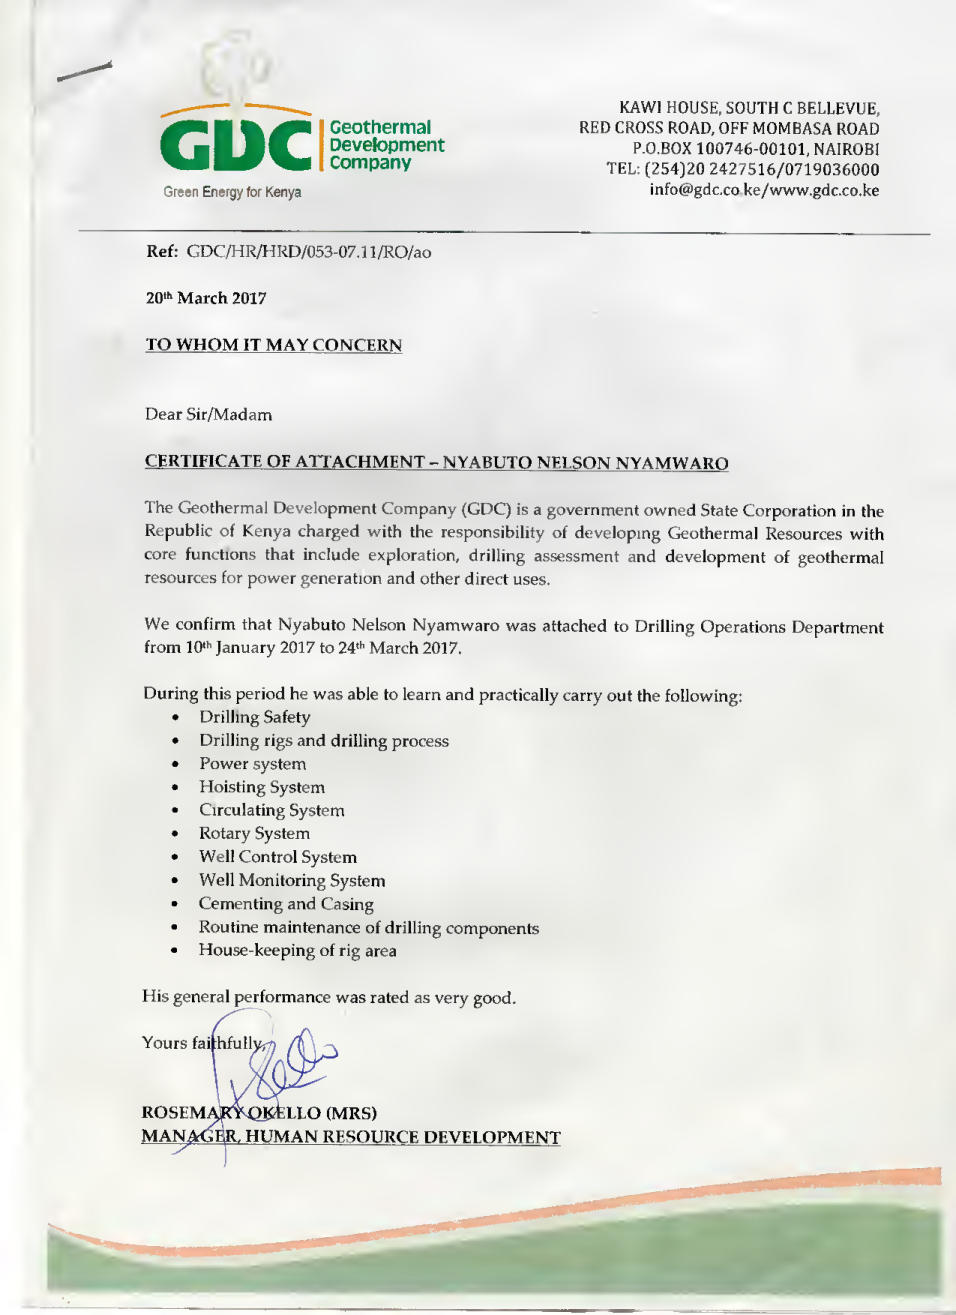 GDC
Geothermal
Development
Company
Green Energy for Kenya
KAWI HOUSE, SOUTH C BELLEVUE,
RED CROSS ROAD, OFF MOMBASA ROAD
P.O.BOX 100746-00101, NAIROBI
TEL: (254)20 2427516/0719036000
info@gdc.co.ke/www.gdc.co.ke
Ref: GDC/HR/HRD/053-07.11/RO/ao
20th March 2017
TO WHOM IT MAY CONCERN
Dear Sir/Madam
CERTIFICATE OF ATTACHMENT – NYABUTO NELSON NYAMWARO
The Geothermal Development Company (GDC) is a government owned State Corporation in the
Republic of Kenya charged with the responsibility of developing Geothermal Resources with
core functions that include exploration, drilling assessment and development of geothermal
resources for power generation and other direct uses.
We confirm that Nyabuto Nelson Nyamwaro was attached to Drilling Operations Department
from 10th January 2017 to 24th March 2017.
During this period he was able to learn and practically carry out the following:
• Drilling Safety
• Drilling rigs and drilling process
• Power system
• Hoisting System
• Circulating System
• Rotary System
• Well Control System
• Well Monitoring System
• Cementing and Casing
• Routine maintenance of drilling components
• House-keeping of rig area
His general performance was rated as very good.
Yours faithfully,
ROSEMARY OKELLO (MRS)
MANAGER, HUMAN RESOURCE DEVELOPMENT